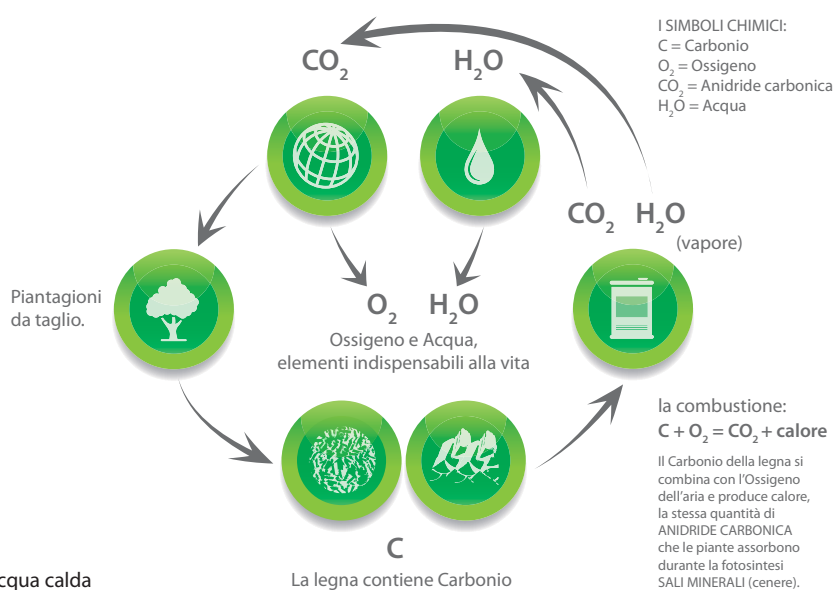 I SIMBOLI CHIMICI:
C = Carbonio
O₂ = Ossigeno
CO₂ = Anidride carbonica
H₂O = Acqua
CO₂ H₂O
CO₂ H₂O
(vapore)
Piantagioni
da taglio.
O₂ H₂O
Ossigeno e Acqua,
elementi indispensabili alla vita
la combustione:
C + O₂ = CO₂ + calore
Il Carbonio della legna si
combina con l'Ossigeno
dell'aria e produce calore,
la stessa quantità di
ANIDRIDE CARBONICA
che le piante assorbono
durante la fotosintesi
SALI MINERALI (cenere).
C
La legna contiene Carbonio
cqua calda